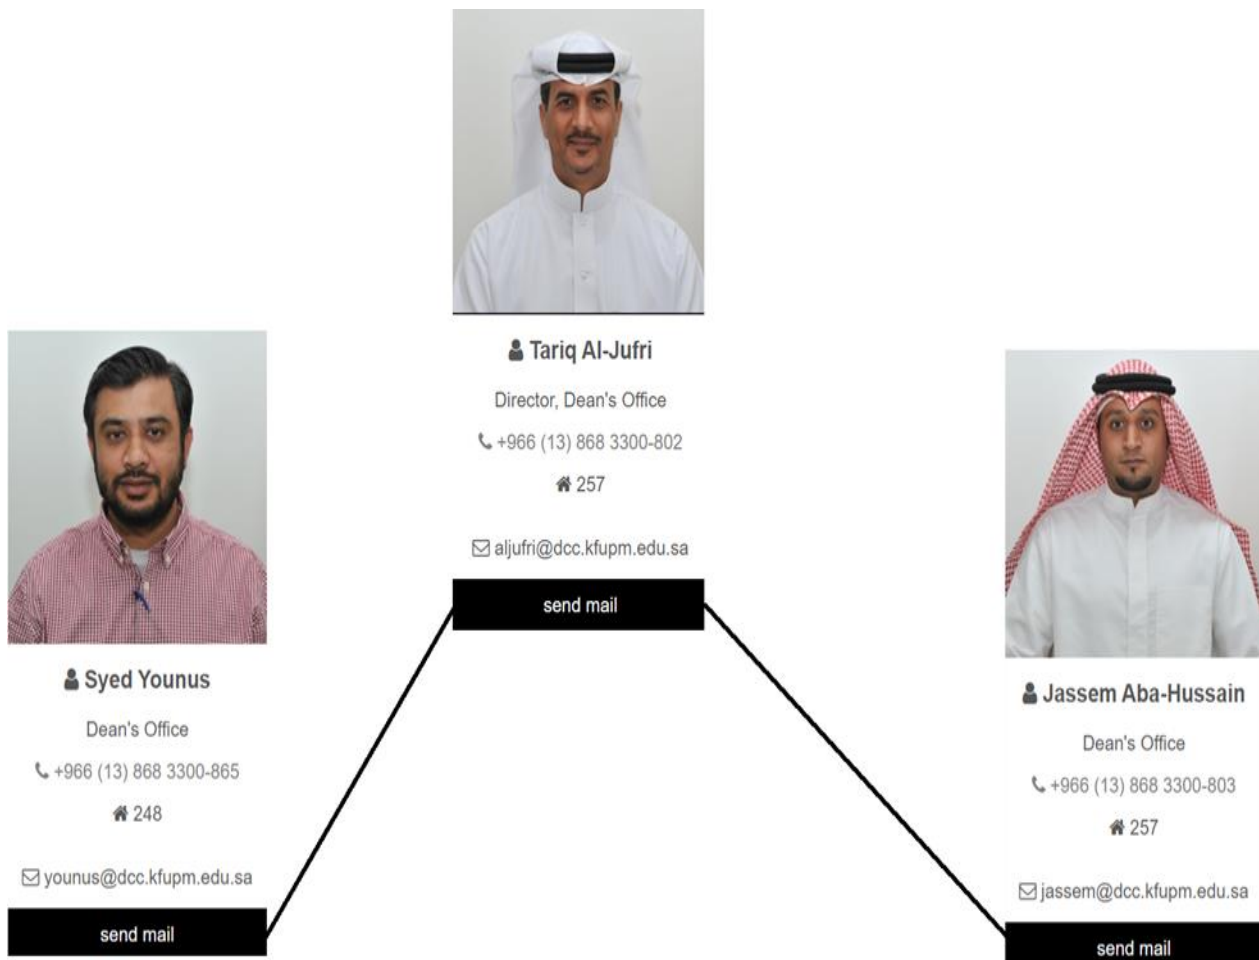 Tariq Al-Jufri
Director, Dean's Office
+966 (13) 868 3300-802
257
aljufri@dcc.kfupm.edu.sa
send mail
Syed Younus
Dean's Office
+966 (13) 868 3300-865
248
younus@dcc.kfupm.edu.sa
send mail
Jassem Aba-Hussain
Dean's Office
+966 (13) 868 3300-803
257
jassem@dcc.kfupm.edu.sa
send mail